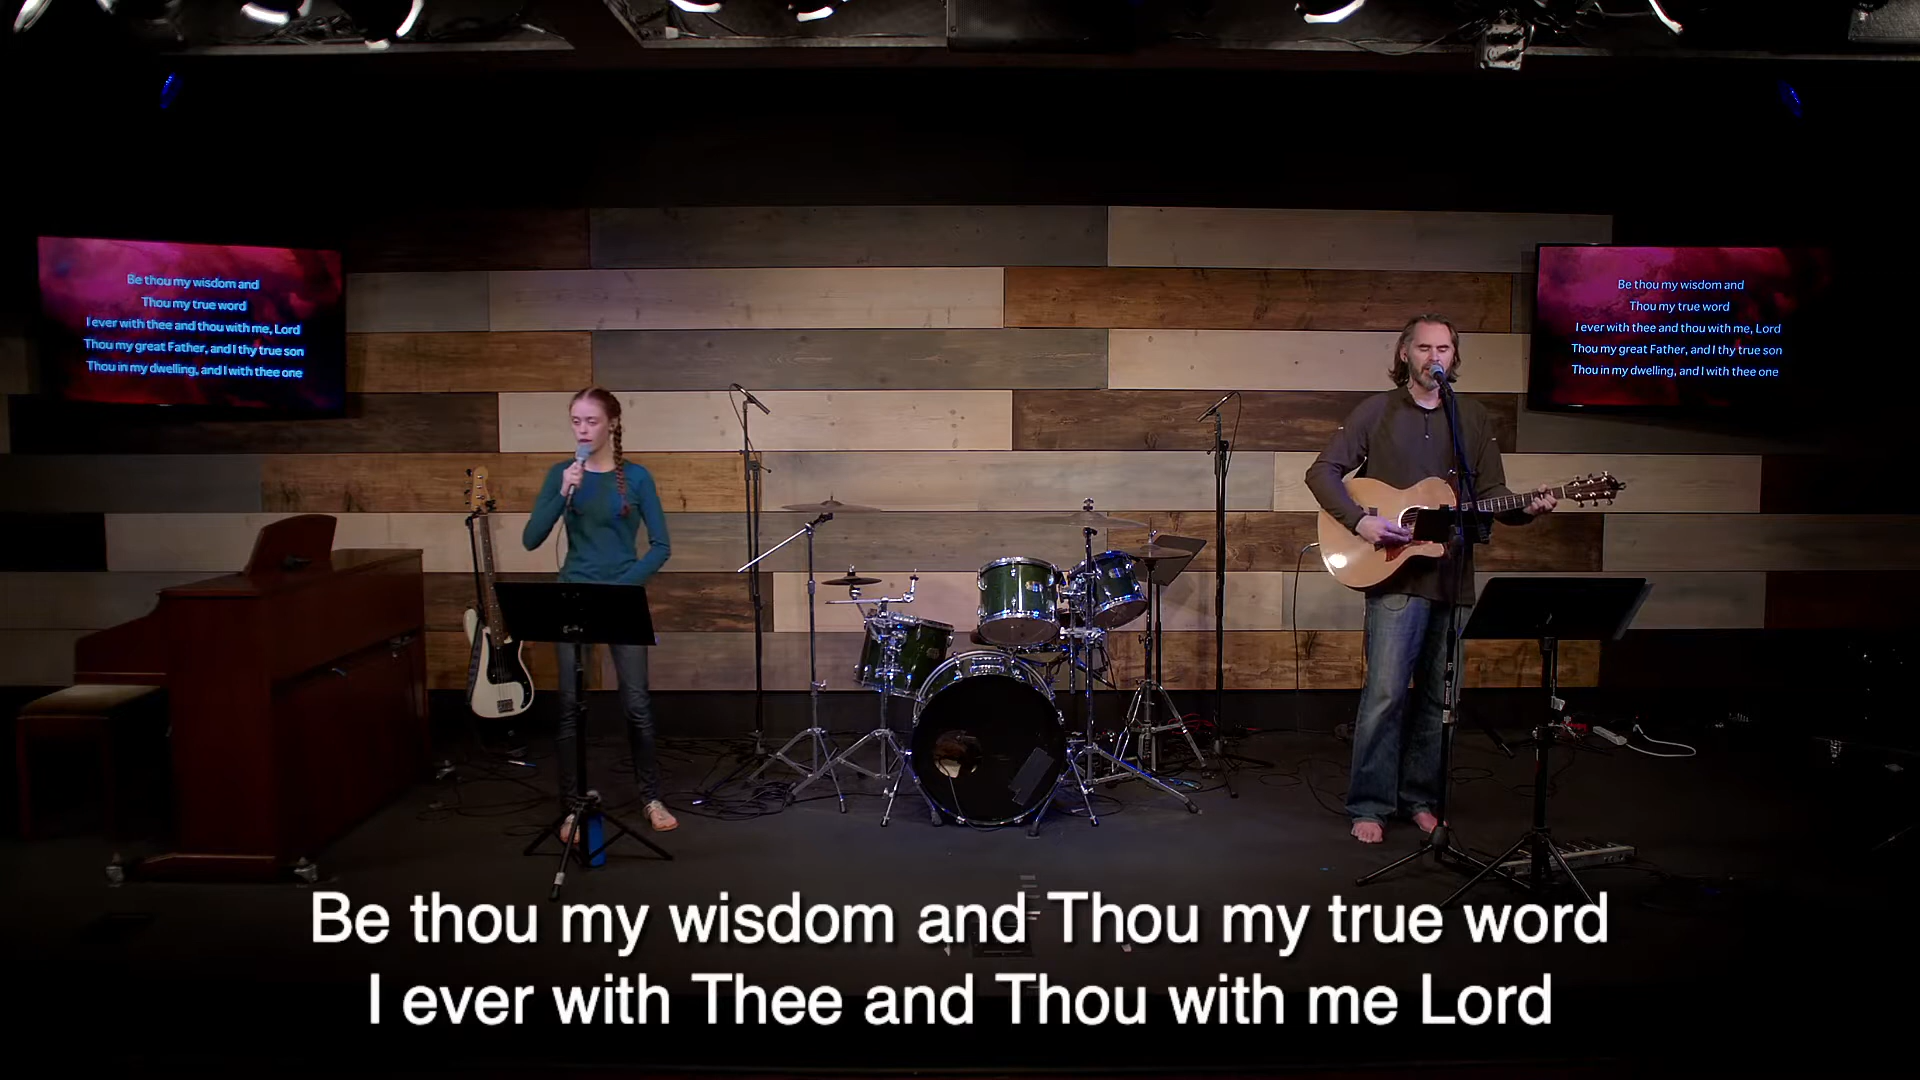 Be thou my wisdom and
Thou my true word
I ever with thee and thou with me, Lord
Thou my great Father, and I thy true son
Thou in my dwelling, and I with thee one
Be thou my wisdom and
Thou my true word
I ever with thee and thou with me, Lord
Thou my great Father, and I thy true son
Thou in my dwelling, and I with thee one
Be thou my wisdom and Thou my true word
I ever with Thee and Thou with me Lord